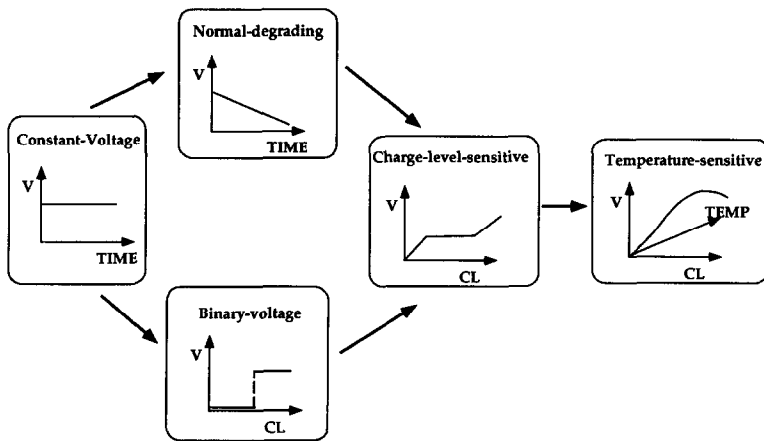 Normal-degrading
V
TIME
Constant-Voltage
V
TIME
Charge-level-sensitive
V
CL
Temperature-sensitive
V
TEMP
CL
Binary-voltage
V
CL